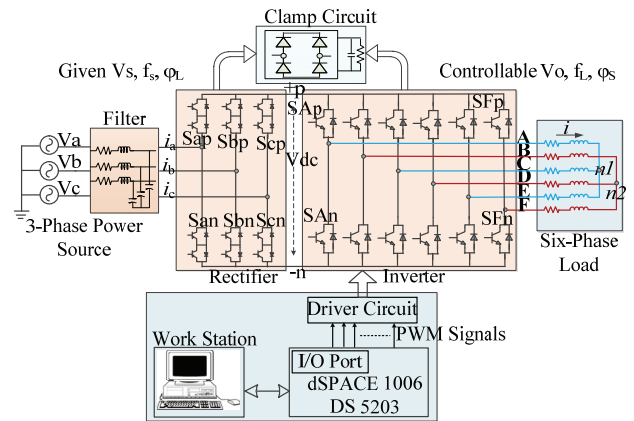 Clamp Circuit
Given Vs, fs, φL
Controllable Vo, fL, φS
+p
Filter
Sap Sbp Scp
SAp
SFp
Va
Vb
Vc
ia
ib
ic
Vdc
A
B
C
D
E
F
i
n1
n2
3-Phase Power
Source
San Sbn Scn
SAn
SFn
Six-Phase
Load
Rectifier
-n
Inverter
Driver Circuit
Work Station
PWM Signals
I/O Port
dSPACE 1006
DS 5203